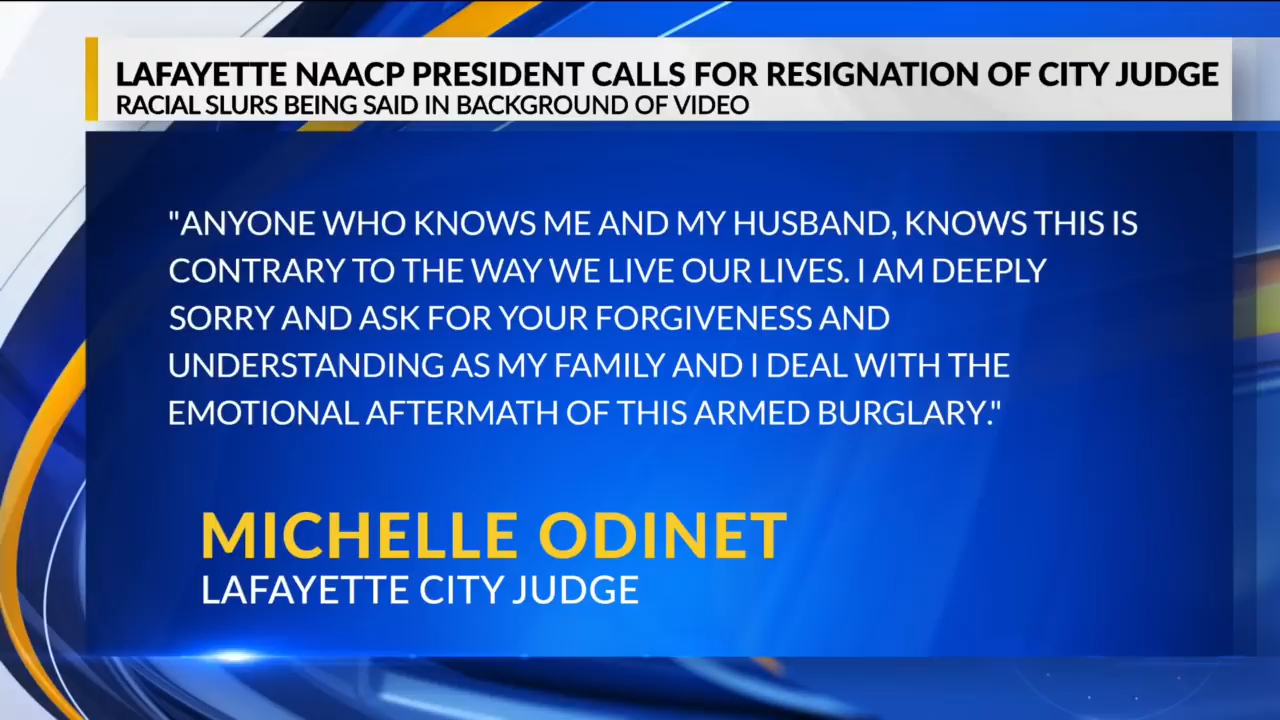 LAFAYETTE NAACP PRESIDENT CALLS FOR RESIGNATION OF CITY JUDGE
RACIAL SLURS BEING SAID IN BACKGROUND OF VIDEO
"ANYONE WHO KNOWS ME AND MY HUSBAND, KNOWS THIS IS
CONTRARY TO THE WAY WE LIVE OUR LIVES. I AM DEEPLY
SORRY AND ASK FOR YOUR FORGIVENESS AND
UNDERSTANDING AS MY FAMILY AND I DEAL WITH THE
EMOTIONAL AFTERMATH OF THIS ARMED BURGLARY."
MICHELLE ODINET
LAFAYETTE CITY JUDGE